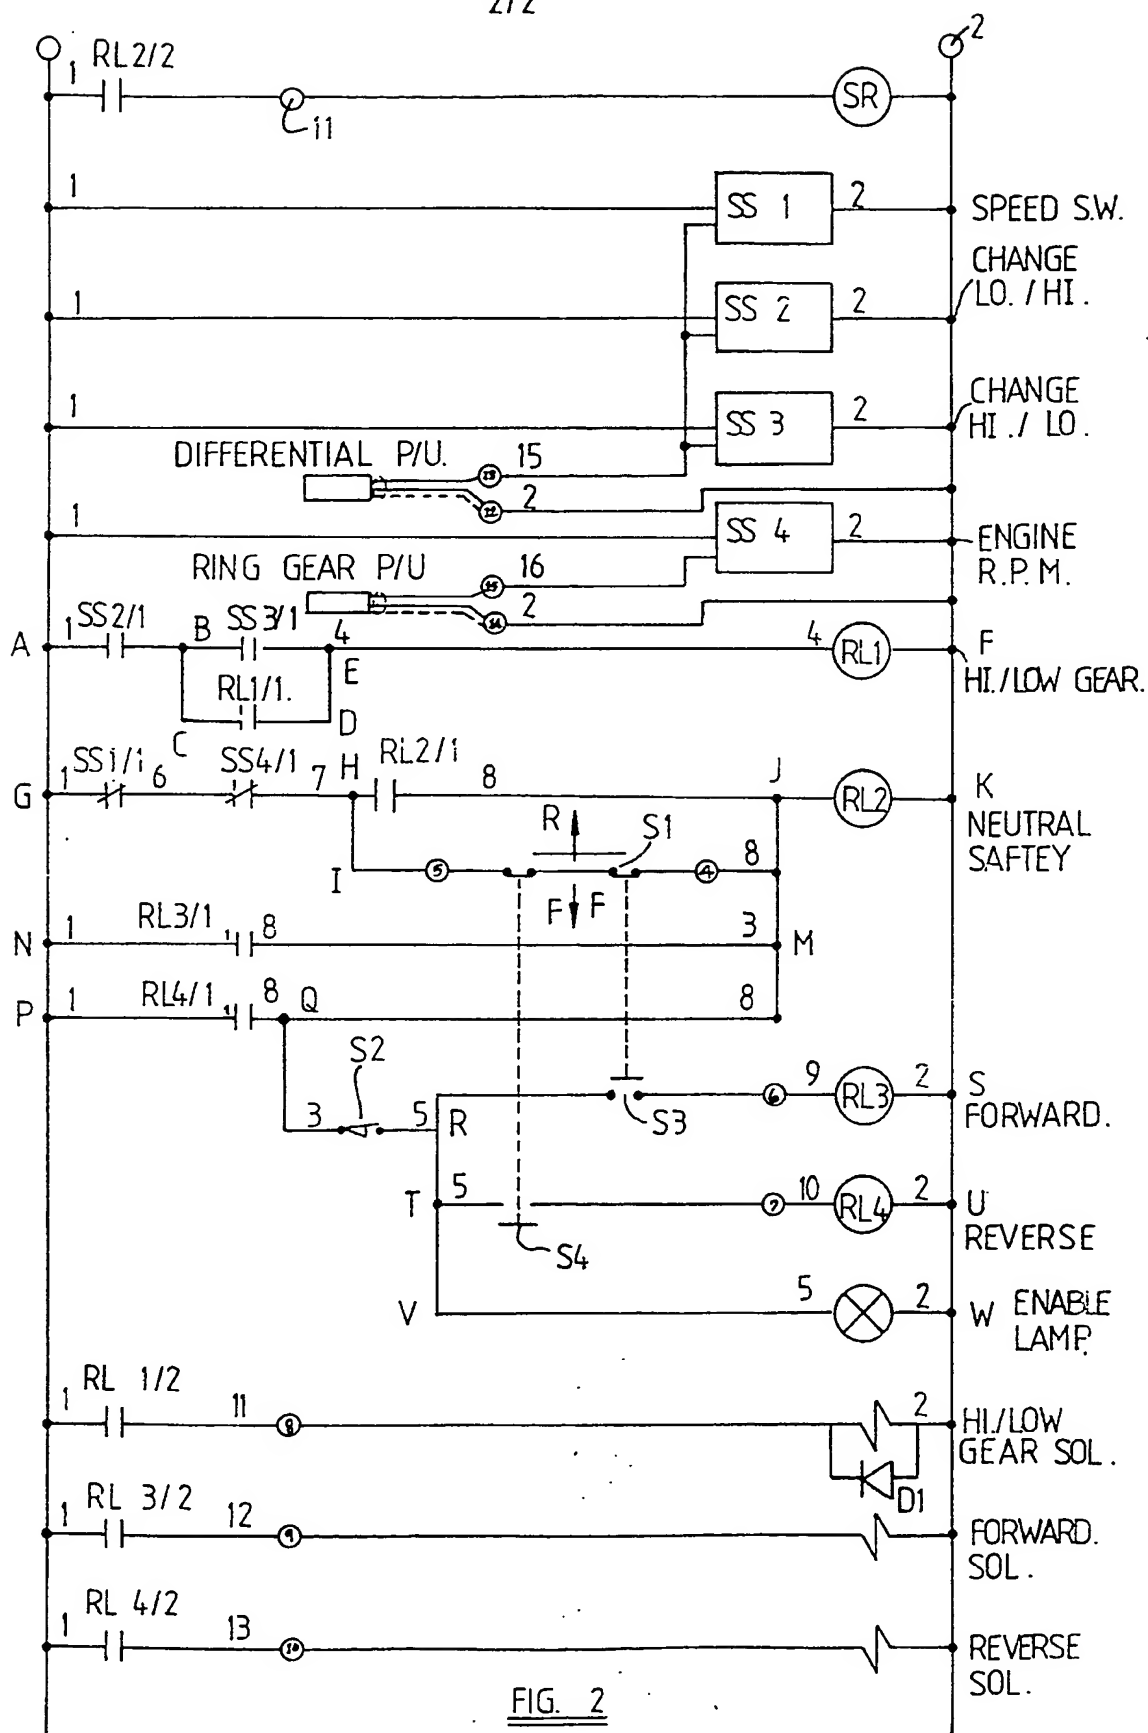 2/2
2
RL2/2
1
SR
11
1
SS 1
2
SPEED S.W.
CHANGE
LO. / HI.
1
SS 2
2
CHANGE
HI. / LO.
1
SS 3
2
DIFFERENTIAL P/U.
13
15
12
2
1
SS 4
2
ENGINE
R.P.M.
RING GEAR P/U
15
16
14
2
A
1
SS2/1
B
SS3/1
4
E
4
RL1
F
HI./LOW GEAR.
RL1/1.
C
D
G
1
SS1/1
6
SS4/1
7
H
RL2/1
8
J
RL2
K
NEUTRAL
SAFTEY
R
S1
I
5
4
8
F
F
N
1
RL3/1
8
3
M
P
1
RL4/1
8
Q
8
S2
3
5
R
S3
6
9
RL3
2
S
FORWARD.
T
5
S4
7
10
RL4
2
U
REVERSE
V
5
2
W
ENABLE
LAMP.
1
RL 1/2
11
8
2
HI./LOW
GEAR SOL.
D1
1
RL 3/2
12
9
FORWARD.
SOL.
1
RL 4/2
13
10
REVERSE
SOL.
FIG. 2